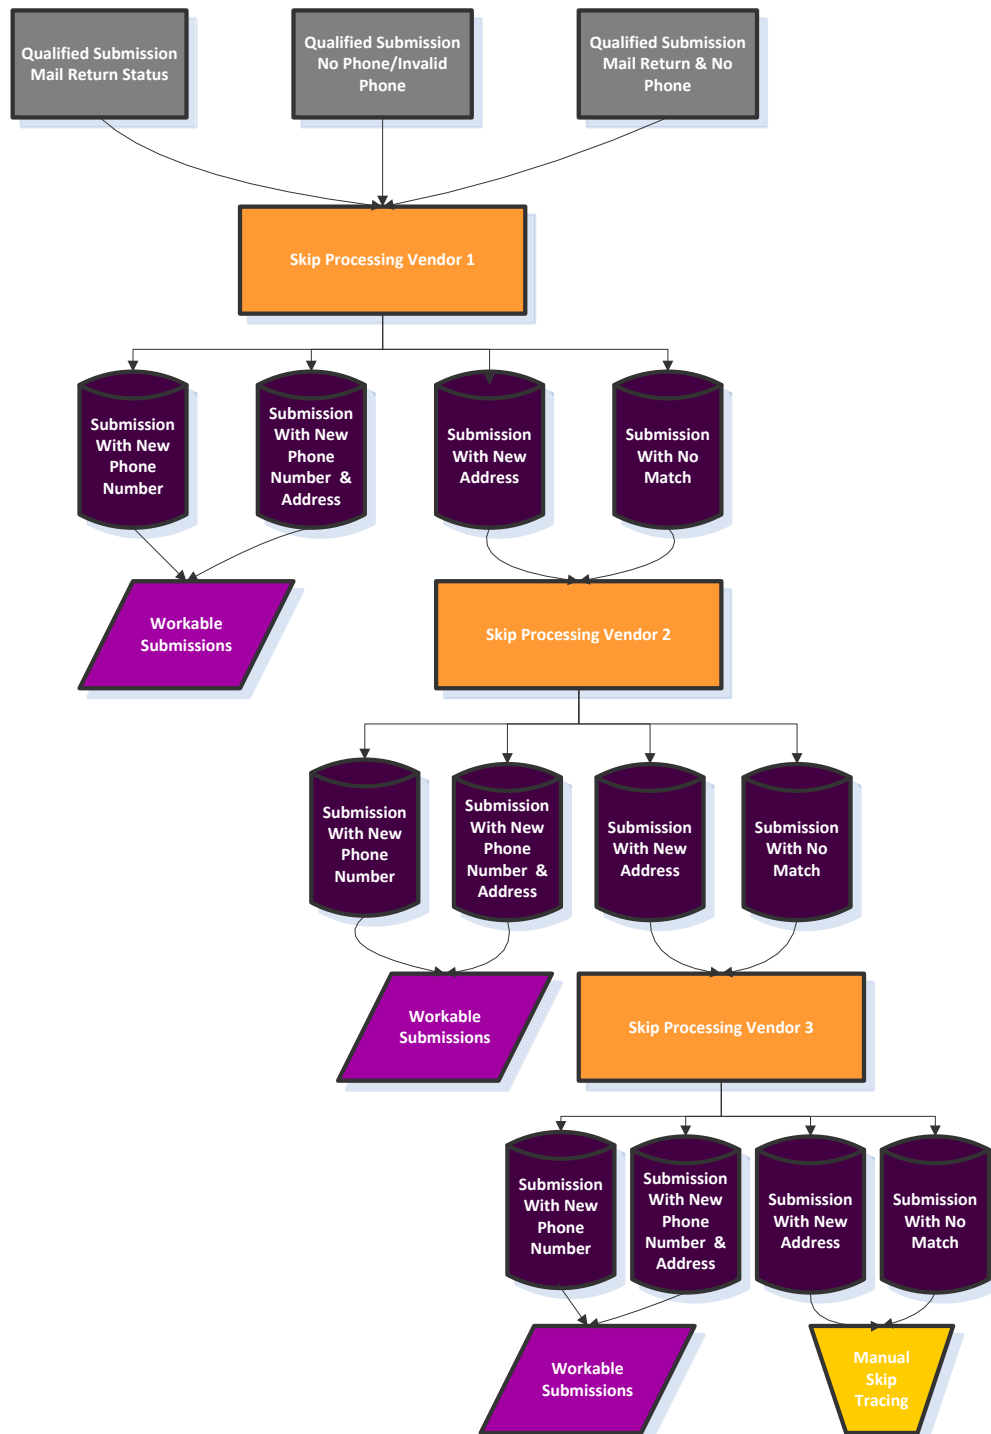 Qualified Submission
Mail Return Status
Qualified Submission
No Phone/Invalid
Phone
Qualified Submission
Mail Return & No
Phone
Skip Processing Vendor 1
Submission
With New
Phone
Number
Submission
With New
Phone
Number & 
Address
Submission
With New
Address
Submission
With No
Match
Workable
Submissions
Skip Processing Vendor 2
Submission
With New
Phone
Number
Submission
With New
Phone
Number &
Address
Submission
With New
Address
Submission
With No
Match
Workable
Submissions
Skip Processing Vendor 3
Submission
With New
Phone
Number
Submission
With New
Phone
Number &
Address
Submission
With New
Address
Submission
With No
Match
Workable
Submissions
Manual
Skip
Tracing